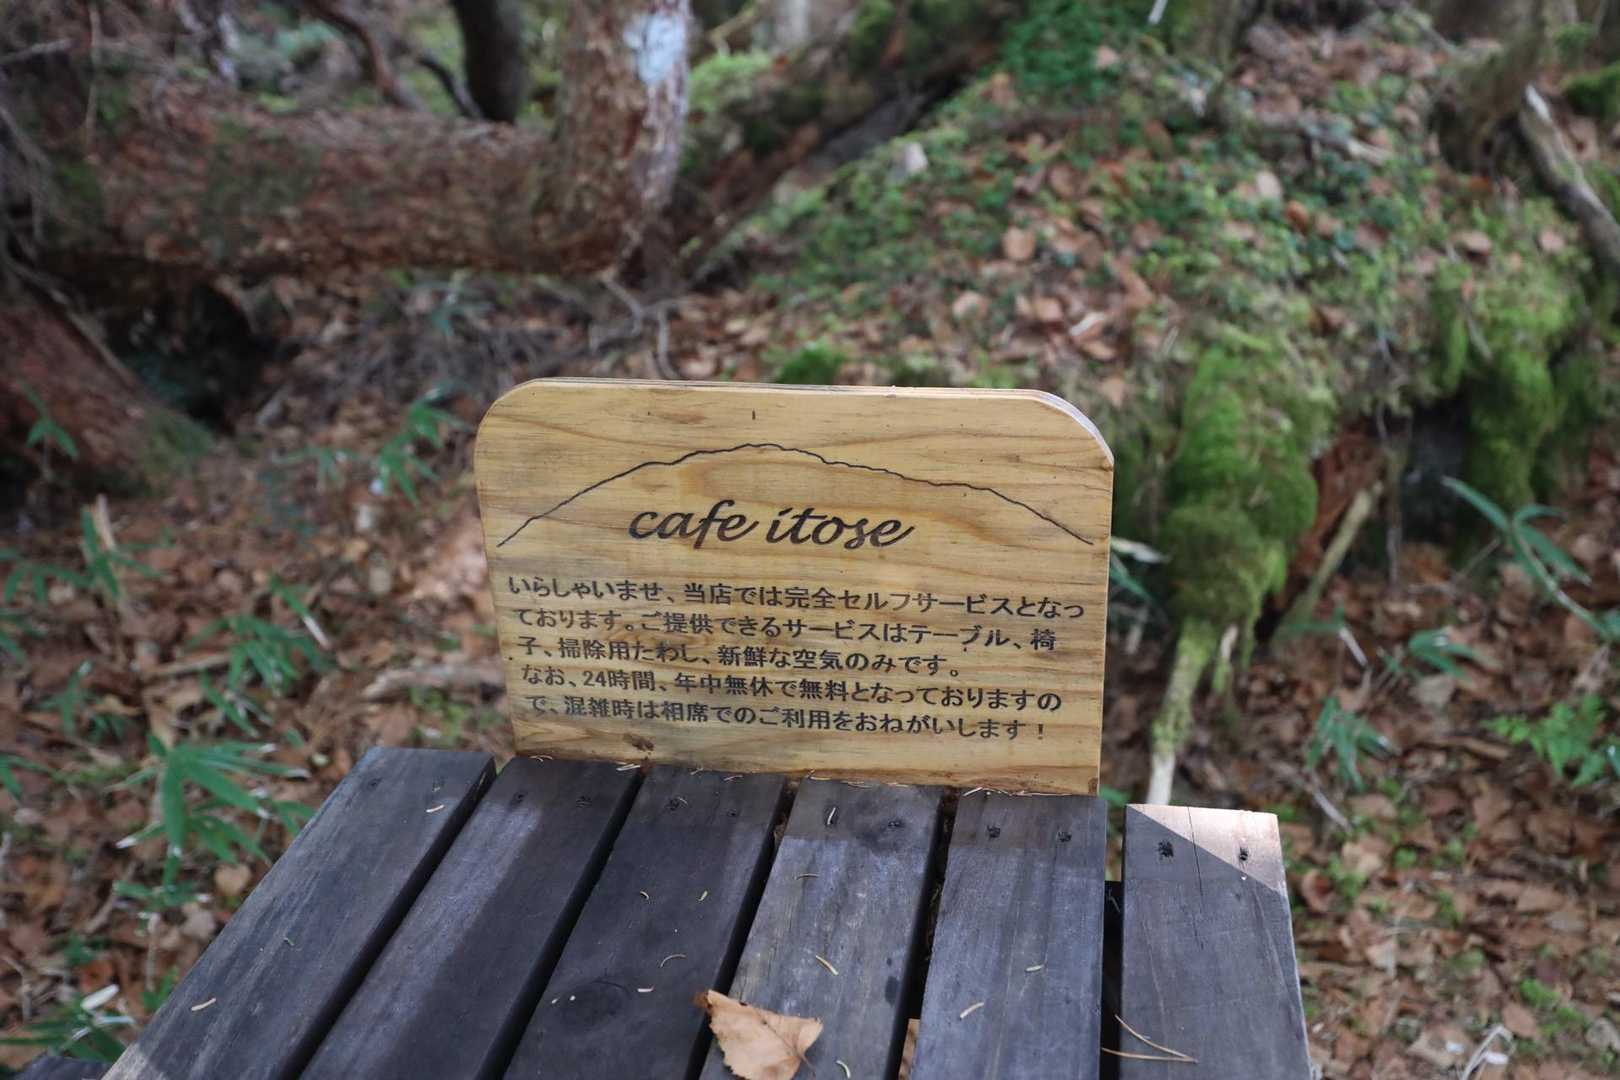 cafe itose
いらしゃいませ、当店では完全セルフサービスとなっ
ております。ご提供できるサービスはテーブル、椅
子、掃除用たわし、新鮮な空気のみです。
なお、24時間、年中無休で無料となっておりますの
で、混雑時は相席でのご利用をおねがいします！